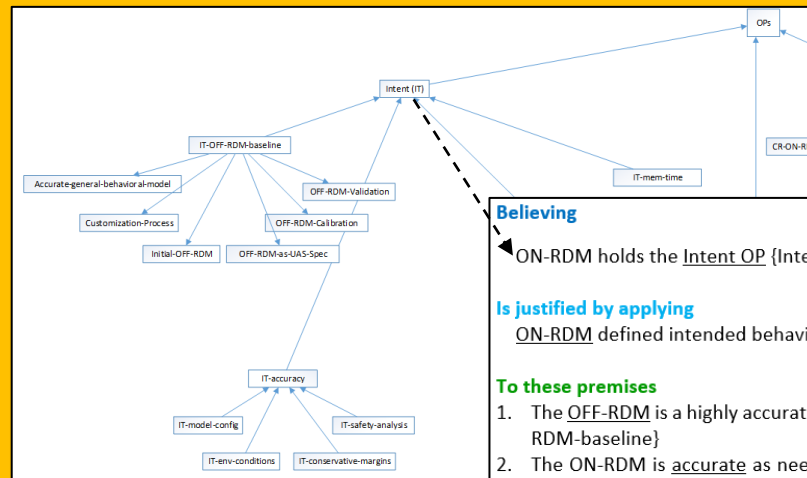 OPs
Intent (IT)
IT-OFF-RDM-baseline
CR-ON-R
Accurate-general-behavioral-model
OFF-RDM-Validation
IT-mem-time
Customization-Process
OFF-RDM-Calibration
Initial-OFF-RDM
OFF-RDM-as-UAS-Spec
IT-accuracy
IT-model-config
IT-safety-analysis
IT-env-conditions
IT-conservative-margins
Believing
ON-RDM holds the Intent OP {Inte
Is justified by applying
ON-RDM defined intended behavi
To these premises
1. The OFF-RDM is a highly accurat
RDM-baseline}
2. The ON-RDM is accurate as nee